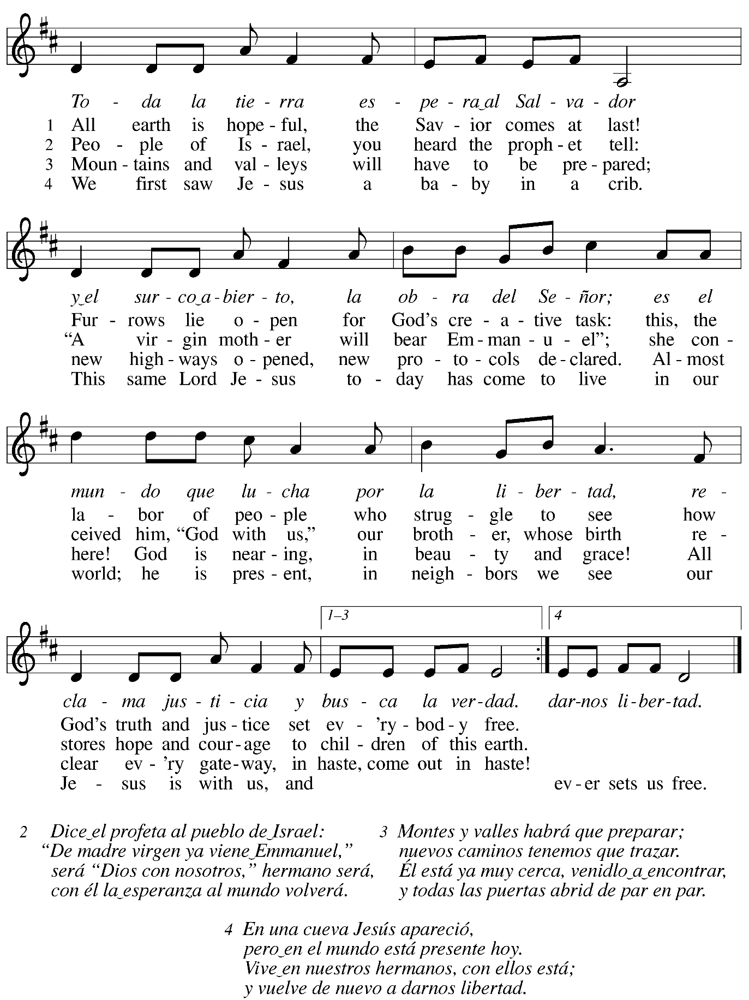 To - da la tie - rra es - pe - ra‿al Sal - va - dor
1 All earth is hope - ful, the Sav - ior comes at last!
2 Peo - ple of Is - rael, you heard the proph - et tell:
3 Moun - tains and val - leys will have to be pre - pared;
4 We first saw Je - sus a ba - by in a crib.
y‿el sur - co‿a - bier - to, la ob - ra del Se - ñor; es el
Fur - rows lie o - pen for God's cre - a - tive task: this, the
“A vir - gin moth - er will bear Em - man - u - el”; she con -
new high - ways o - pened, new pro - to - cols de - clared. Al - most
This same Lord Je - sus to - day has come to live in our
mun - do que lu - cha por la li - ber - tad, re -
la - bor of peo - ple who strug - gle to see how
ceived him, “God with us,” our broth - er, whose birth re -
here! God is near - ing, in beau - ty and grace! All
world; he is pres - ent, in neigh - bors we see our
1–3 4
cla - ma jus - ti - cia y bus - ca la ver - dad. dar - nos li - ber - tad.
God's truth and jus - tice set ev - 'ry - bod - y free.
stores hope and cour - age to chil - dren of this earth.
clear ev - 'ry gate - way, in haste, come out in haste!
Je - sus is with us, and ev - er sets us free.
2 Dice‿el profeta al pueblo de‿Israel:
“De madre virgen ya viene‿Emmanuel,”
será “Dios con nosotros,” hermano será,
con él la‿esperanza al mundo volverá.
3 Montes y valles habrá que preparar;
nuevos caminos tenemos que trazar.
Él está ya muy cerca, venidlo‿a‿encontrar,
y todas las puertas abrid de par en par.
4 En una cueva Jesús apareció,
pero‿en el mundo está presente hoy.
Vive‿en nuestros hermanos, con ellos está;
y vuelve de nuevo a darnos libertad.